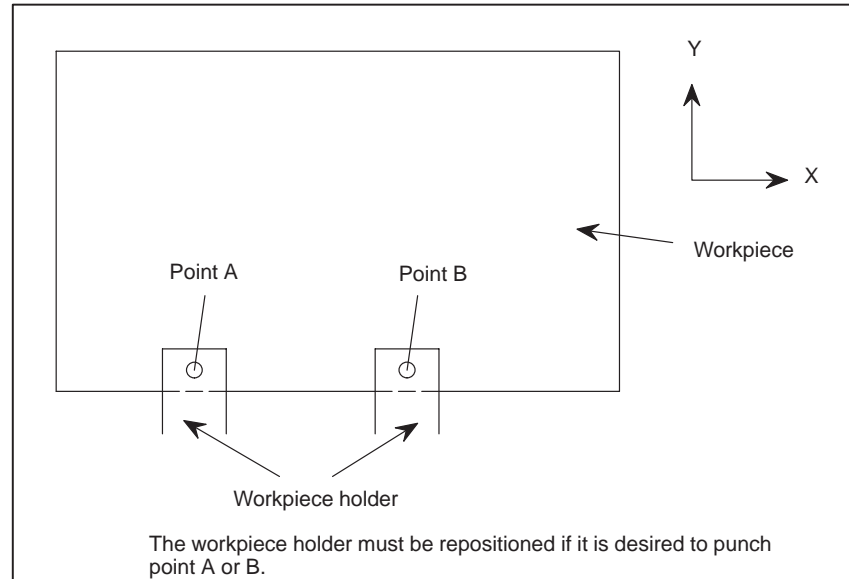 Y
X
Workpiece
Point A
Point B
Workpiece holder
The workpiece holder must be repositioned if it is desired to punch
point A or B.